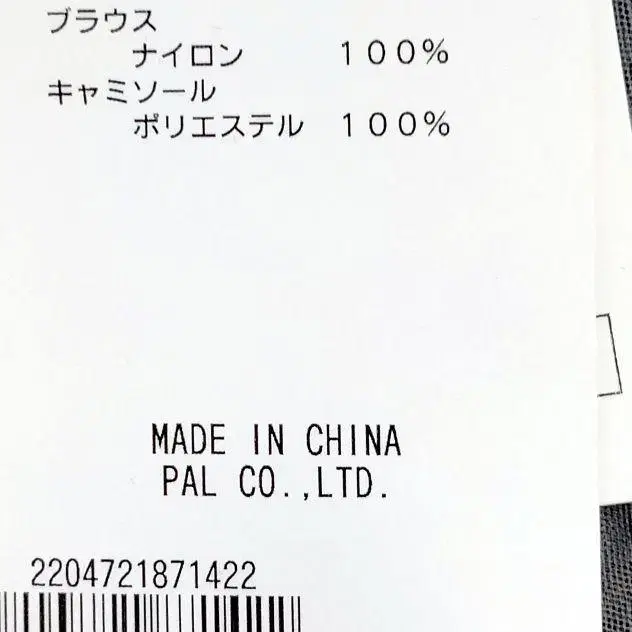 ブラウス
ナイロン 100%
キャミソール
ポリエステル 100%
MADE IN CHINA
PAL CO.,LTD.
2204721871422